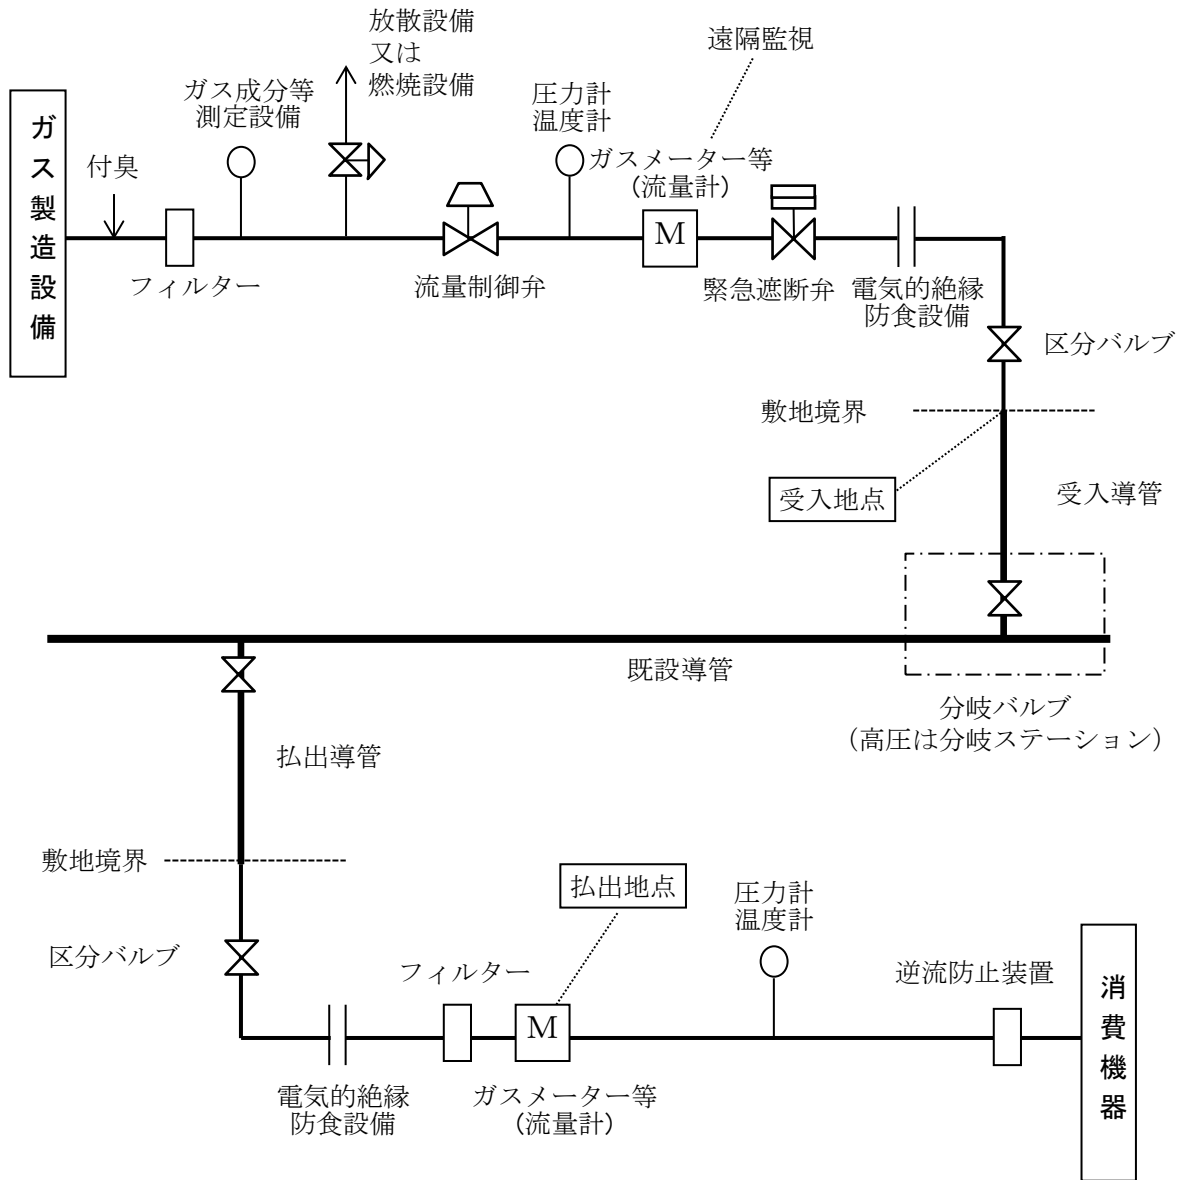 放散設備
又は
燃焼設備
遠隔監視
ガス成分等
測定設備
圧力計
温度計
ガス製造設備
付臭
ガスメーター等
(流量計)
M
フィルター
流量制御弁
緊急遮断弁
電気的絶縁
防食設備
区分バルブ
敷地境界
受入地点
受入導管
既設導管
分岐バルブ
(高圧は分岐ステーション)
払出導管
敷地境界
払出地点
圧力計
温度計
区分バルブ
フィルター
逆流防止装置
消費機器
M
電気的絶縁
防食設備
ガスメーター等
(流量計)